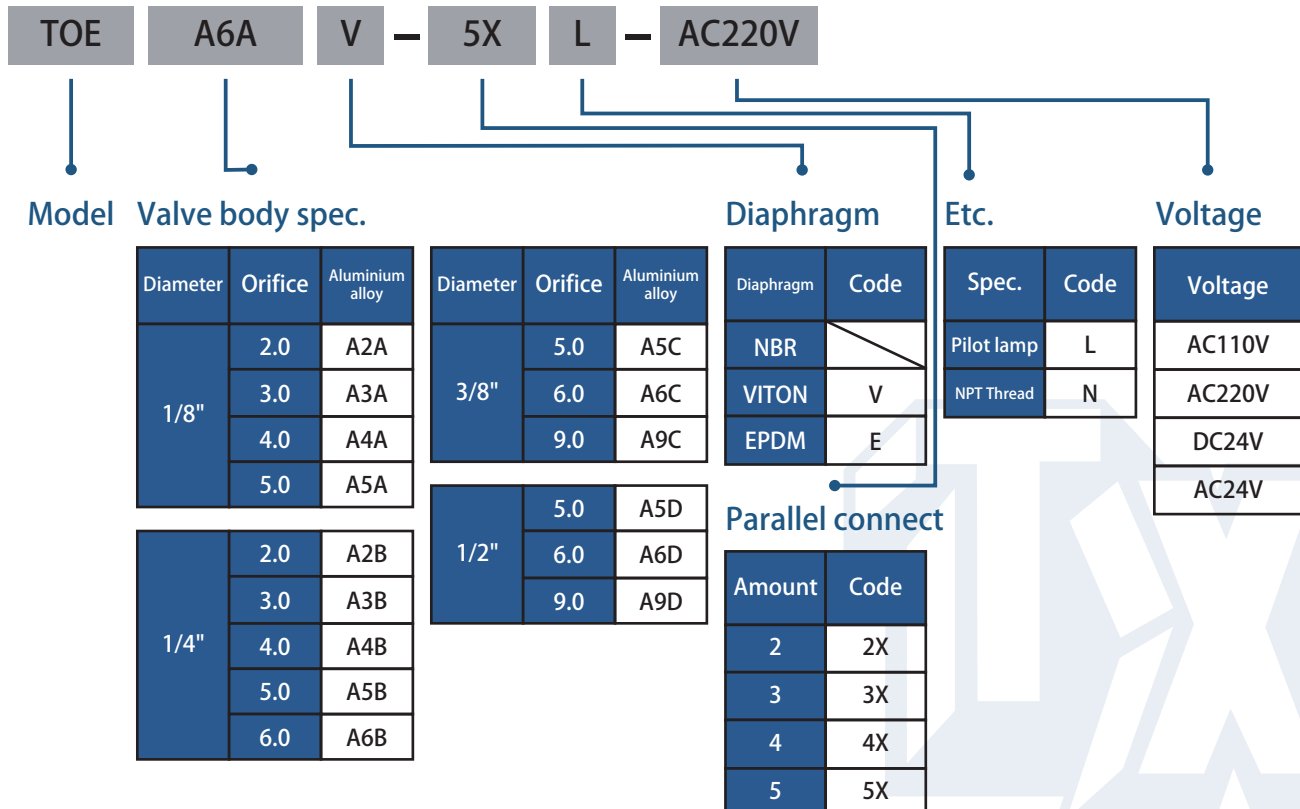 TOE A6A V – 5X L – AC220V
Model
Valve body spec.
Diameter Orifice Aluminium alloy
1/8"
2.0 A2A
3.0 A3A
4.0 A4A
5.0 A5A
1/4"
2.0 A2B
3.0 A3B
4.0 A4B
5.0 A5B
6.0 A6B
Diameter Orifice Aluminium alloy
3/8"
5.0 A5C
6.0 A6C
9.0 A9C
1/2"
5.0 A5D
6.0 A6D
9.0 A9D
Diaphragm
Diaphragm Code
NBR
VITON V
EPDM E
Parallel connect
Amount Code
2 2X
3 3X
4 4X
5 5X
Etc.
Spec. Code
Pilot lamp L
NPT Thread N
Voltage
Voltage
AC110V
AC220V
DC24V
AC24V